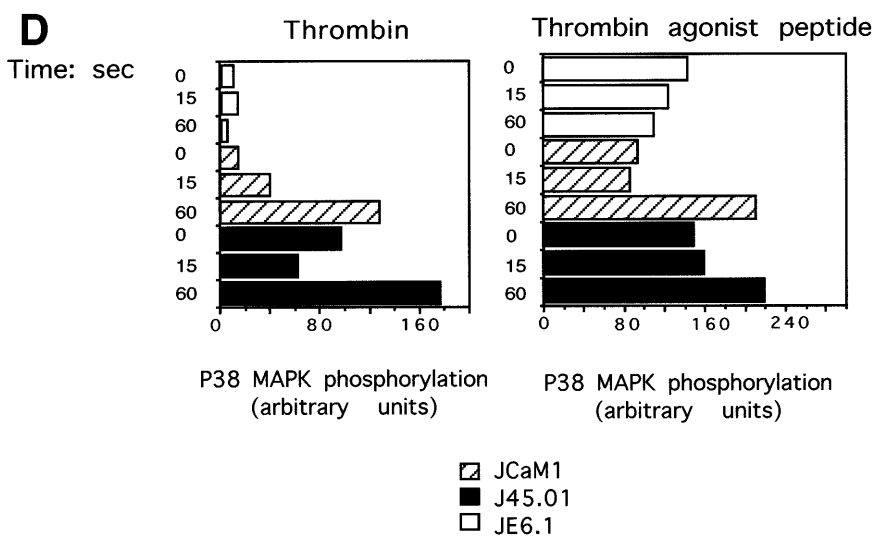 D
Thrombin
Thrombin agonist peptide
Time: sec
0
15
60
0
15
60
0
15
60
0
80
160
P38 MAPK phosphorylation
(arbitrary units)
0
15
60
0
15
60
0
15
60
0
80
160
240
P38 MAPK phosphorylation
(arbitrary units)
JCaM1
J45.01
JE6.1